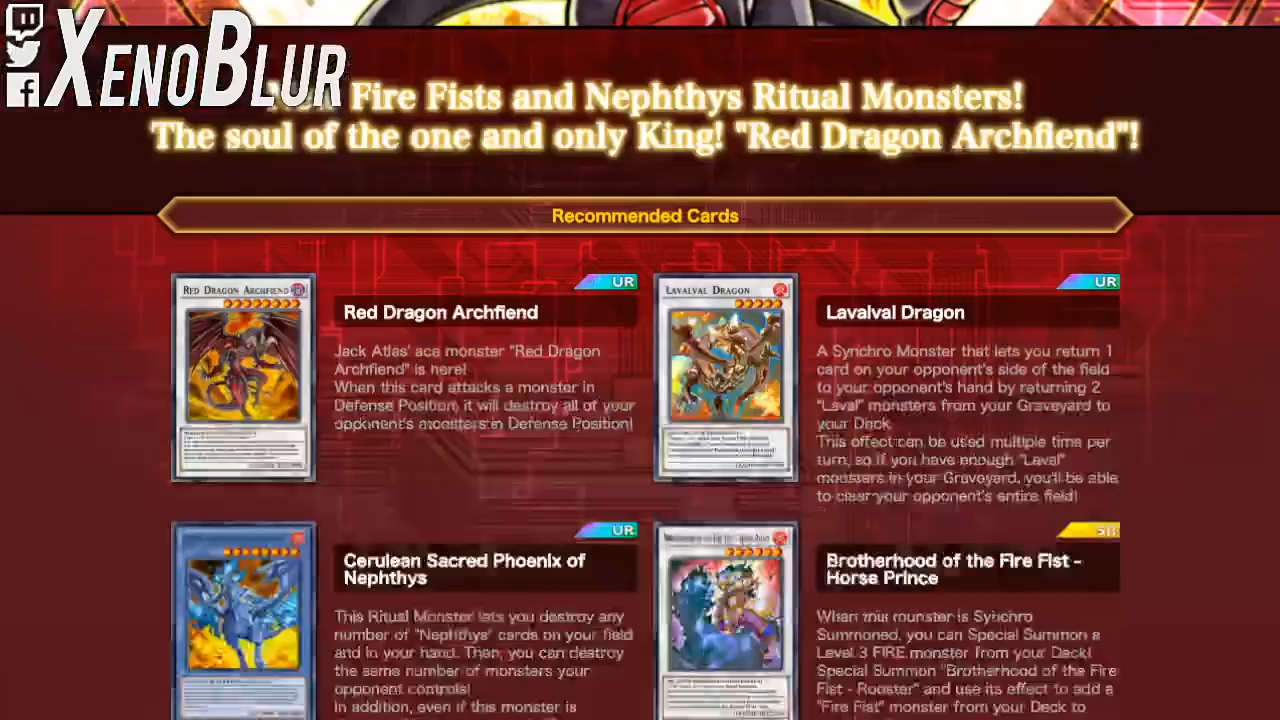 XENOBLUR
Fire Fists and Nephthys Ritual Monsters!
The soul of the one and only King! "Red Dragon Archfiend"!
Recommended Cards
RED DRAGON ARCHFIEND
UR
Red Dragon Archfiend
Jack Atlas' ace monster "Red Dragon
Archfiend" is here!
When this card attacks a monster in
Defense Position, it will destroy all of your
opponent's monsters in Defense Position!
LAVALVAL DRAGON
UR
Lavalval Dragon
A Synchro Monster that lets you return 1
card on your opponent's side of the field
to your opponent's hand by returning 2
"Laval" monsters from your Graveyard to
your Deck.
This effect can be used multiple time per
turn, so if you have enough "Laval"
monsters in your Graveyard, you'll be able
to clear your opponent's entire field!
UR
Cerulean Sacred Phoenix of
Nephthys
This Ritual Monster lets you destroy any
number of "Nephthys" cards on your field
and in your hand. Then, you can destroy
the same number of monsters your
opponent controls!
In addition, even if this monster is
SR
Brotherhood of the Fire Fist -
Horse Prince
When this monster is Synchro
Summoned, you can Special Summon a
Level 3 FIRE monster from your Deck!
Special Summon "Brotherhood of the Fire
Fist - Rooster" and use its effect to add a
"Fire Fist" monster from your Deck to